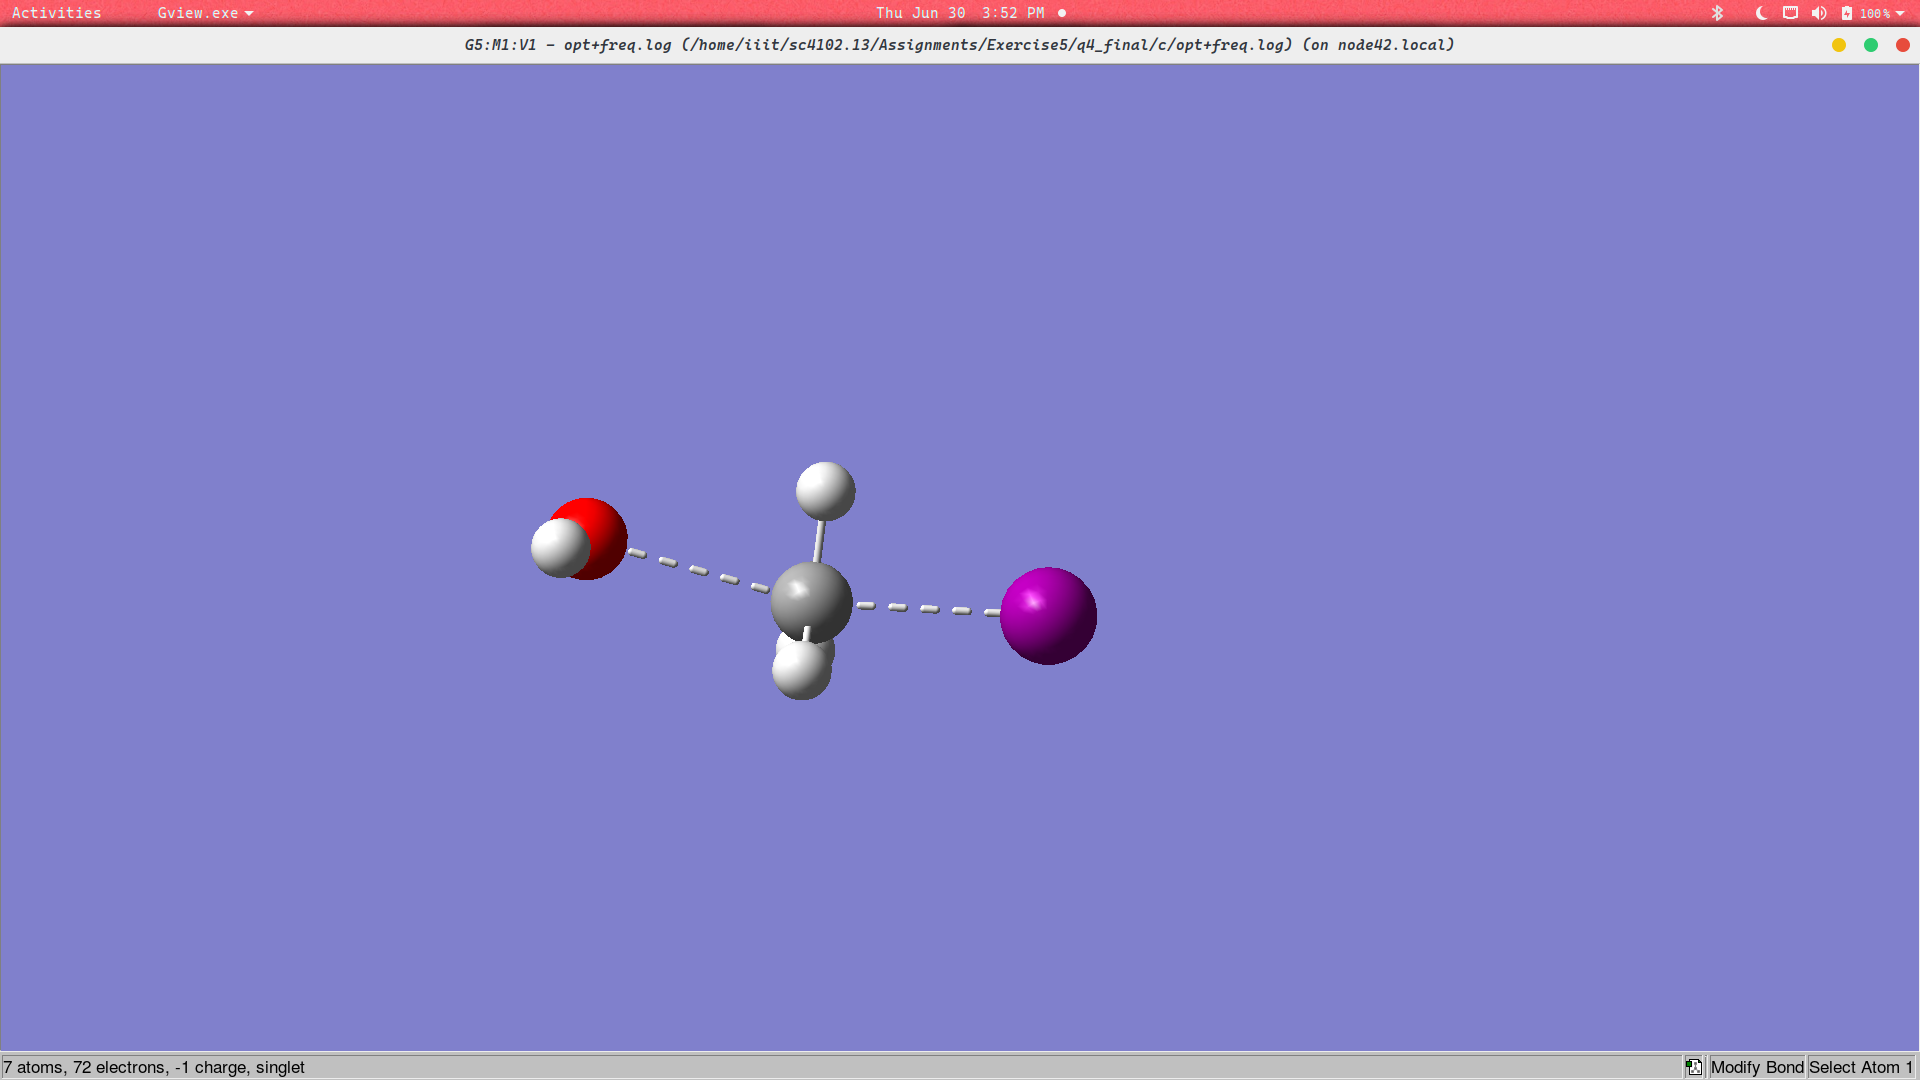 Activities Gview.exe Thu Jun 30 3:52 PM 100%
G5:M1:V1 - opt+freq.log (/home/iiit/sc4102.13/Assignments/Exercise5/q4_final/c/opt+freq.log) (on node42.local)
7 atoms, 72 electrons, -1 charge, singlet Modify Bond Select Atom 1